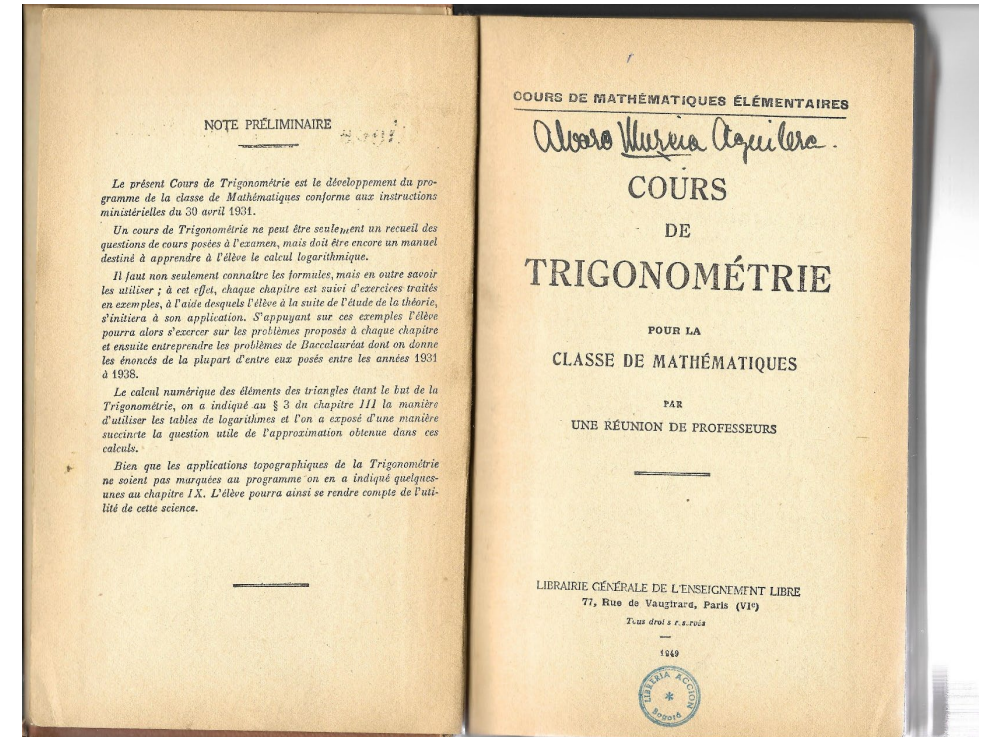 NOTE PRÉLIMINAIRE
Le présent Cours de Trigonométrie est le développement du pro-
gramme de la classe de Mathématiques conforme aux instructions
ministérielles du 30 avril 1931.
Un cours de Trigonométrie ne peut être seulement un recueil des
questions de cours posées à l'examen, mais doit être encore un manuel
destiné à apprendre à l'élève le calcul logarithmique.
Il faut non seulement connaître les formules, mais en outre savoir
les utiliser ; à cet effet, chaque chapitre est suivi d'exercices traités
en exemples, à l'aide desquels l'élève à la suite de l'étude de la théorie,
s'initiera à son application. S'appuyant sur ces exemples l'élève
pourra alors s'exercer sur les problèmes proposés à chaque chapitre
et ensuite entreprendre les problèmes de Baccalauréat dont on donne
les énoncés de la plupart d'entre eux posés entre les années 1931
à 1938.
Le calcul numérique des éléments des triangles étant le but de la
Trigonométrie, on a indiqué au § 3 du chapitre III la manière
d'utiliser les tables de logarithmes et l'on a exposé d'une manière
succincte la question utile de l'approximation obtenue dans ces
calculs.
Bien que les applications topographiques de la Trigonométrie
ne soient pas marquées au programme on en a indiqué quelques-
unes au chapitre IX. L'élève pourra ainsi se rendre compte de l'uti-
lité de cette science.
COURS DE MATHÉMATIQUES ÉLÉMENTAIRES
Alvaro Murcia Aguilera.
COURS
DE
TRIGONOMÉTRIE
POUR LA
CLASSE DE MATHÉMATIQUES
PAR
UNE RÉUNION DE PROFESSEURS
LIBRAIRIE GÉNÉRALE DE L'ENSEIGNEMENT LIBRE
77, Rue de Vaugirard, Paris (VIe)
Tous droits réservés
1949
LIBRERIA ACCION
Bogotá